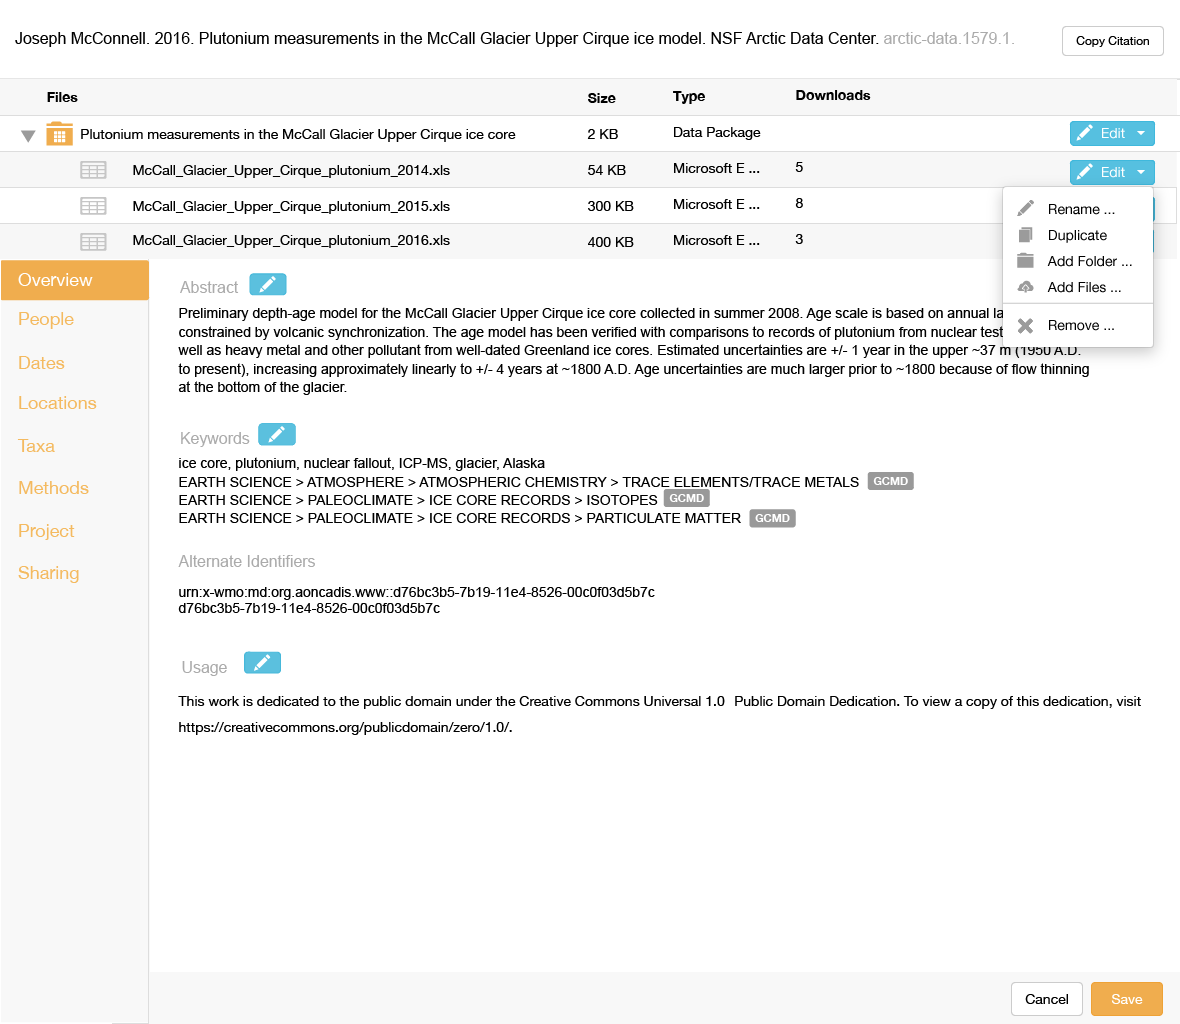 Joseph McConnell. 2016. Plutonium measurements in the McCall Glacier Upper Cirque ice model. NSF Arctic Data Center. arctic-data.1579.1.
Copy Citation
Files Size Type Downloads
Plutonium measurements in the McCall Glacier Upper Cirque ice core 2 KB Data Package Edit
McCall_Glacier_Upper_Cirque_plutonium_2014.xls 54 KB Microsoft E ... 5 Edit
McCall_Glacier_Upper_Cirque_plutonium_2015.xls 300 KB Microsoft E ... 8
McCall_Glacier_Upper_Cirque_plutonium_2016.xls 400 KB Microsoft E ... 3
Rename ...
Duplicate
Add Folder ...
Add Files ...
Remove ...
Overview
People
Dates
Locations
Taxa
Methods
Project
Sharing
Abstract
Preliminary depth-age model for the McCall Glacier Upper Cirque ice core collected in summer 2008. Age scale is based on annual la
constrained by volcanic synchronization. The age model has been verified with comparisons to records of plutonium from nuclear test
well as heavy metal and other pollutant from well-dated Greenland ice cores. Estimated uncertainties are +/- 1 year in the upper ~37 m (1950 A.D.
to present), increasing approximately linearly to +/- 4 years at ~1800 A.D. Age uncertainties are much larger prior to ~1800 because of flow thinning
at the bottom of the glacier.
Keywords
ice core, plutonium, nuclear fallout, ICP-MS, glacier, Alaska
EARTH SCIENCE > ATMOSPHERE > ATMOSPHERIC CHEMISTRY > TRACE ELEMENTS/TRACE METALS GCMD
EARTH SCIENCE > PALEOCLIMATE > ICE CORE RECORDS > ISOTOPES GCMD
EARTH SCIENCE > PALEOCLIMATE > ICE CORE RECORDS > PARTICULATE MATTER GCMD
Alternate Identifiers
urn:x-wmo:md:org.aoncadis.www::d76bc3b5-7b19-11e4-8526-00c0f03d5b7c
d76bc3b5-7b19-11e4-8526-00c0f03d5b7c
Usage
This work is dedicated to the public domain under the Creative Commons Universal 1.0 Public Domain Dedication. To view a copy of this dedication, visit
https://creativecommons.org/publicdomain/zero/1.0/.
Cancel
Save